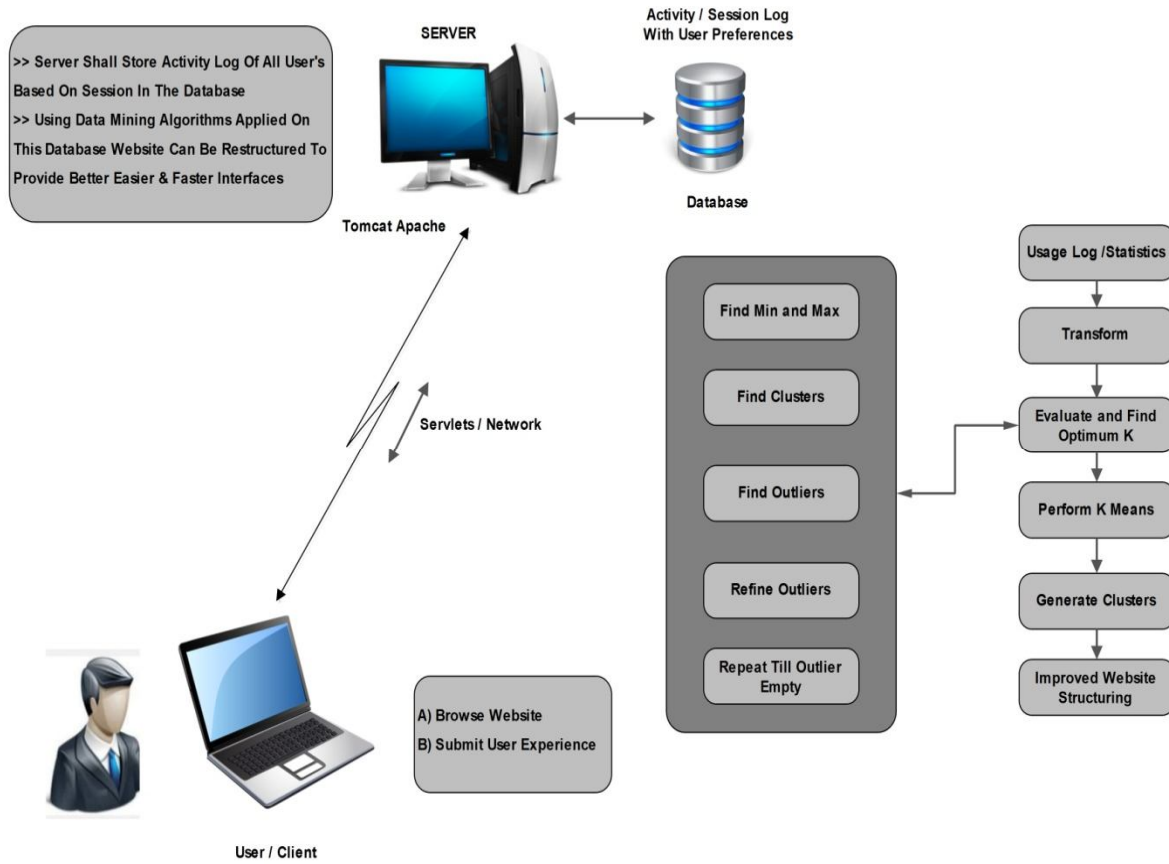 >> Server Shall Store Activity Log Of All User's
Based On Session In The Database
>> Using Data Mining Algorithms Applied On
This Database Website Can Be Restructured To
Provide Better Easier & Faster Interfaces
SERVER
Activity / Session Log
With User Preferences
Tomcat Apache
Database
Servlets / Network
Find Min and Max
Find Clusters
Find Outliers
Refine Outliers
Repeat Till Outlier
Empty
Usage Log /Statistics
Transform
Evaluate and Find
Optimum K
Perform K Means
Generate Clusters
Improved Website
Structuring
A) Browse Website
B) Submit User Experience
User / Client